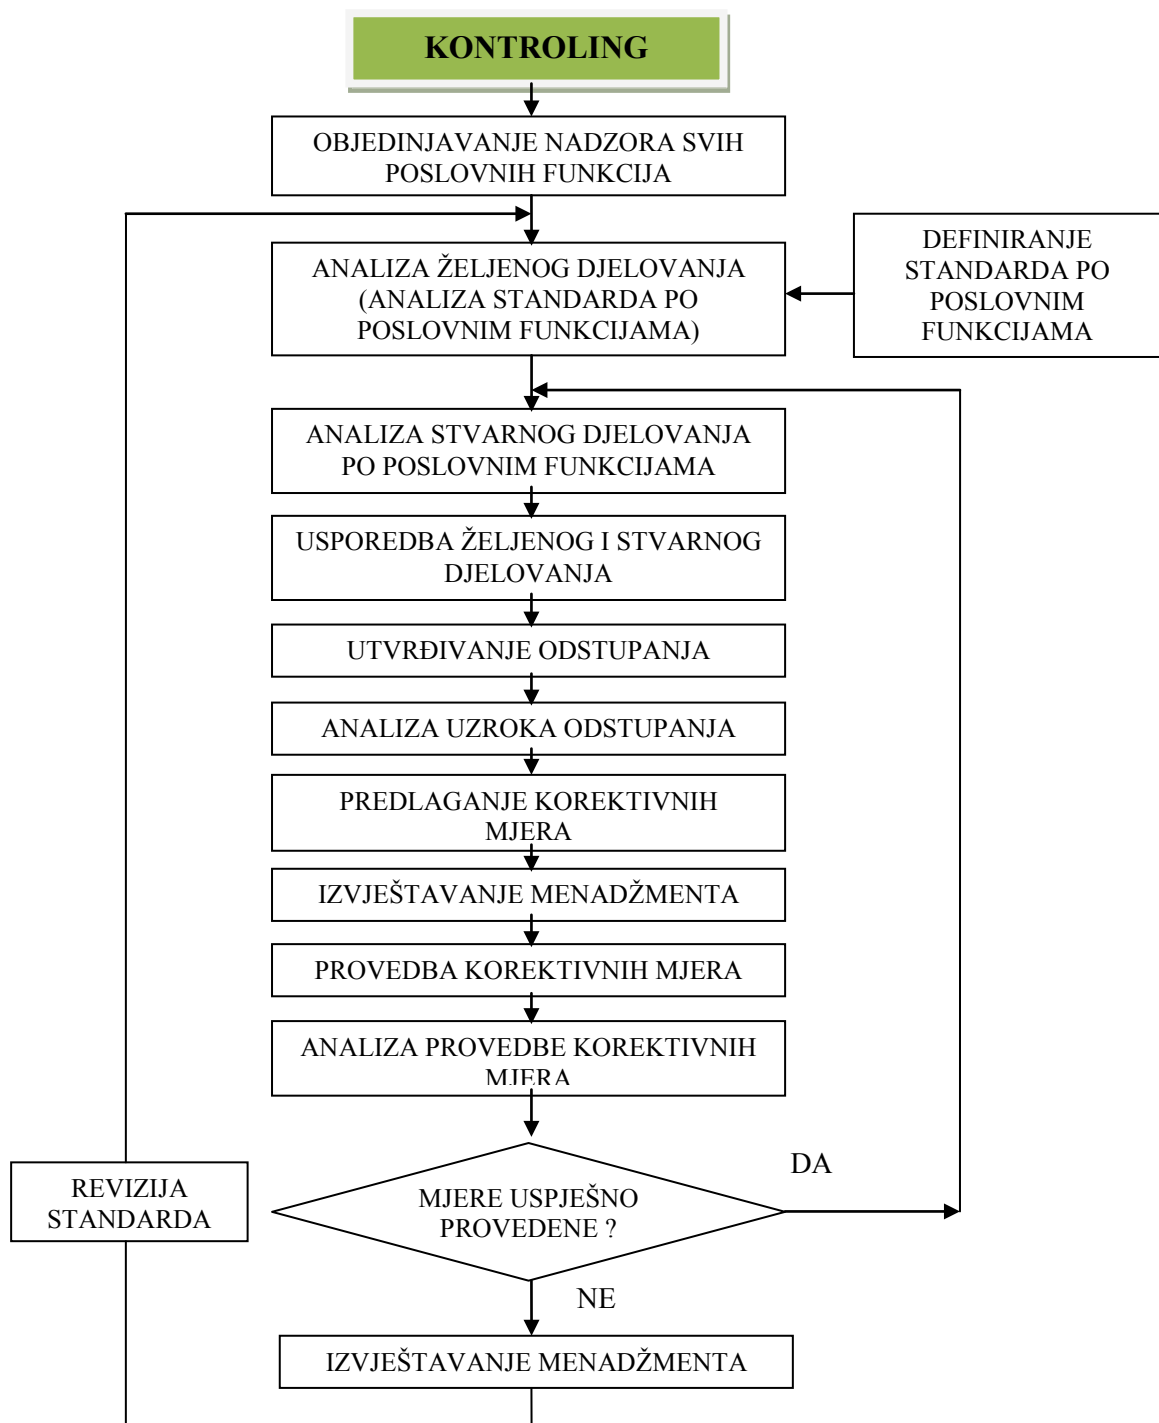 KONTROLING
OBJEDINJAVANJE NADZORA SVIH
POSLOVNIH FUNKCIJA
ANALIZA ŽELJENOG DJELOVANJA
(ANALIZA STANDARDA PO
POSLOVNIM FUNKCIJAMA)
DEFINIRANJE
STANDARDA PO
POSLOVNIM
FUNKCIJAMA
ANALIZA STVARNOG DJELOVANJA
PO POSLOVNIM FUNKCIJAMA
USPOREDBA ŽELJENOG I STVARNOG
DJELOVANJA
UTVRĐIVANJE ODSTUPANJA
ANALIZA UZROKA ODSTUPANJA
PREDLAGANJE KOREKTIVNIH
MJERA
IZVJEŠTAVANJE MENADŽMENTA
PROVEDBA KOREKTIVNIH MJERA
ANALIZA PROVEDBE KOREKTIVNIH
MJERA
REVIZIJA
STANDARDA
MJERE USPJEŠNO
PROVEDENE ?
DA
NE
IZVJEŠTAVANJE MENADŽMENTA